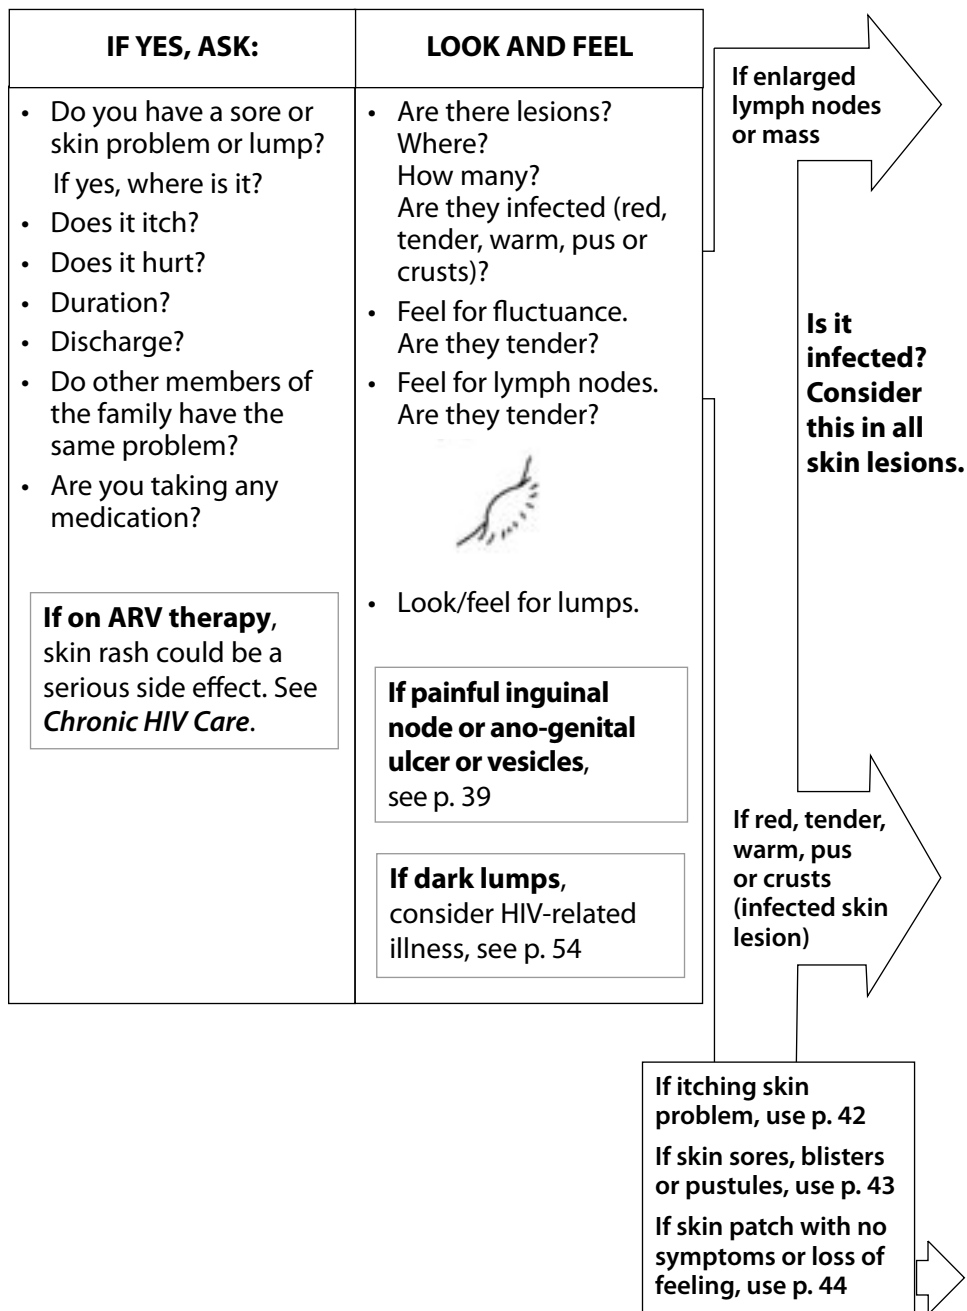 IF YES, ASK:
• Do you have a sore or
skin problem or lump?
If yes, where is it?
• Does it itch?
• Does it hurt?
• Duration?
• Discharge?
• Do other members of
the family have the
same problem?
• Are you taking any
medication?
If on ARV therapy,
skin rash could be a
serious side effect. See
Chronic HIV Care.
LOOK AND FEEL
• Are there lesions?
Where?
How many?
Are they infected (red,
tender, warm, pus or
crusts)?
• Feel for fluctuance.
Are they tender?
• Feel for lymph nodes.
Are they tender?
• Look/feel for lumps.
If painful inguinal
node or ano-genital
ulcer or vesicles,
see p. 39
If dark lumps,
consider HIV-related
illness, see p. 54
If enlarged
lymph nodes
or mass
Is it
infected?
Consider
this in all
skin lesions.
If red, tender,
warm, pus
or crusts
(infected skin
lesion)
If itching skin
problem, use p. 42
If skin sores, blisters
or pustules, use p. 43
If skin patch with no
symptoms or loss of
feeling, use p. 44